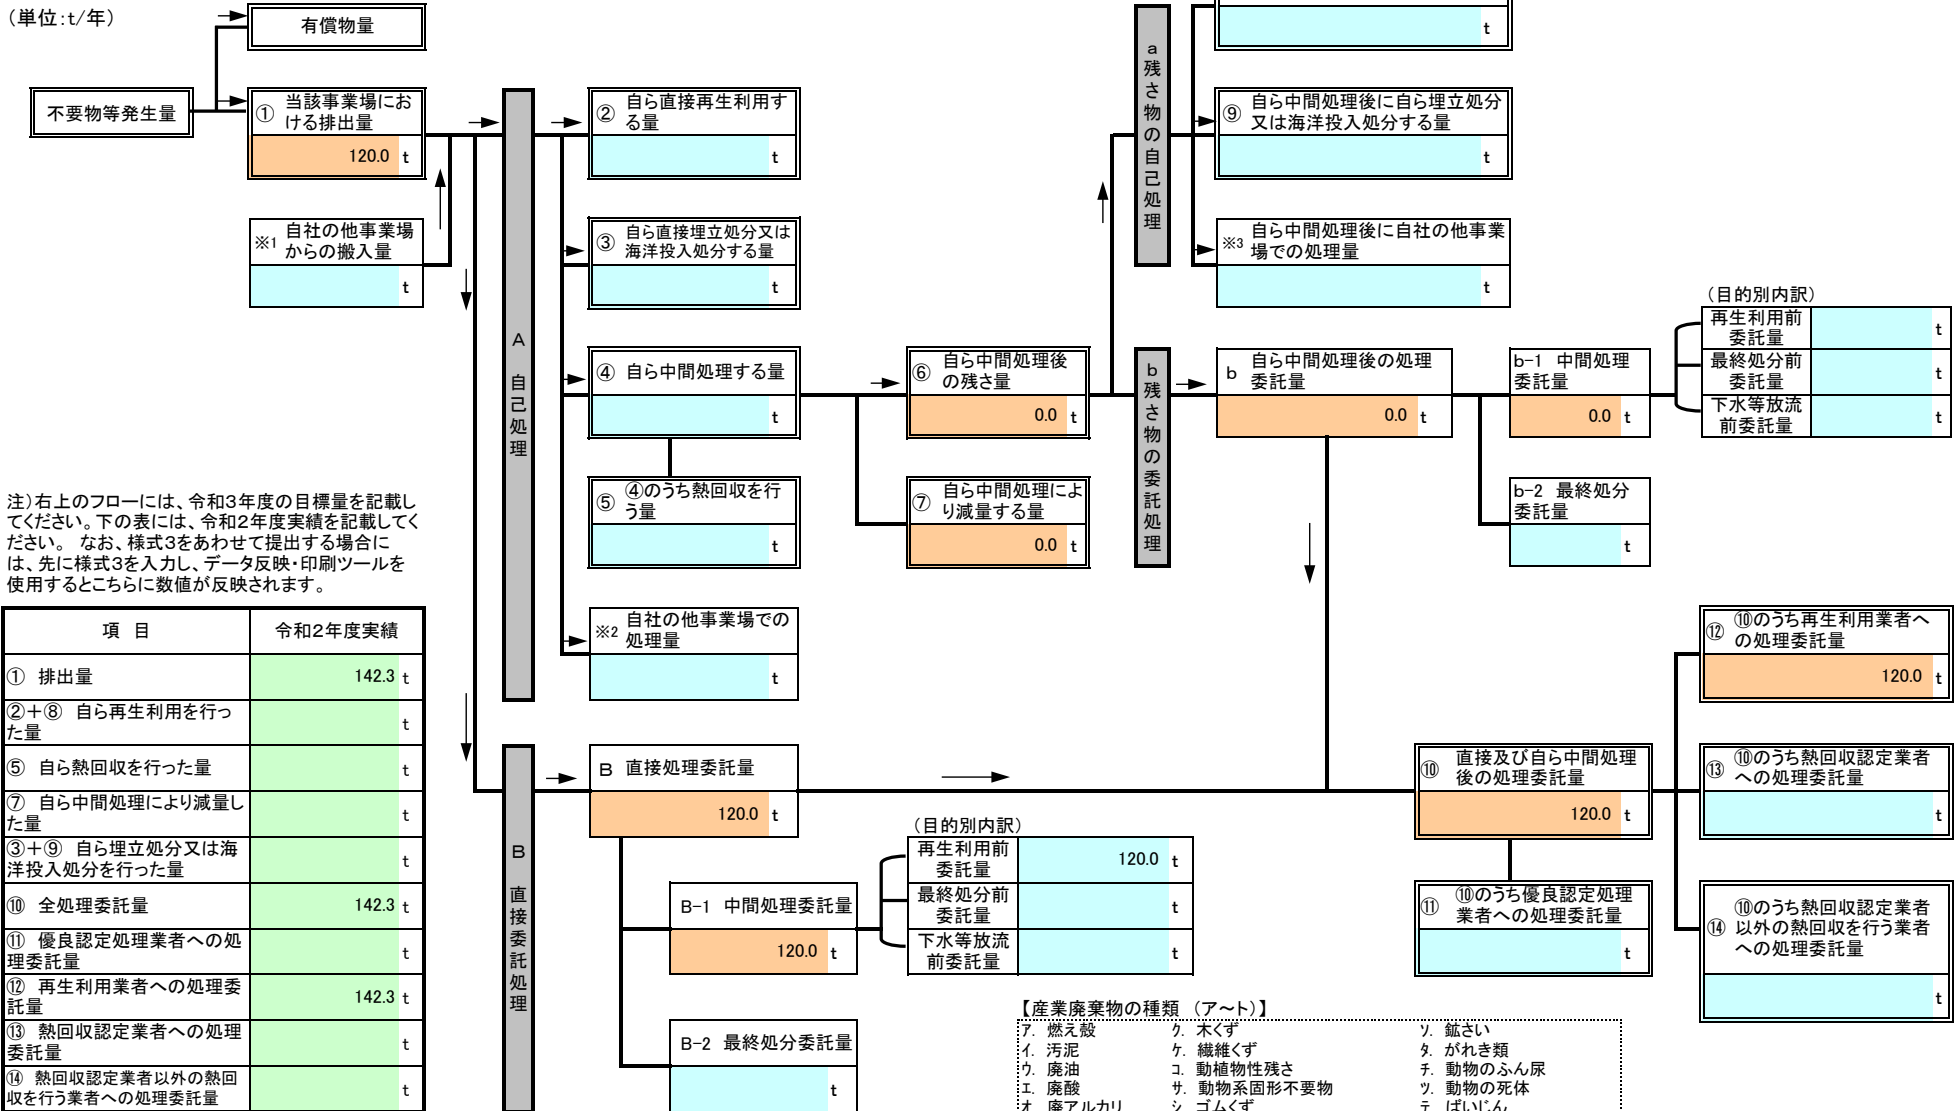 （単位：t/年）
有償物量
不要物等発生量
① 当該事業場にお
ける排出量
120.0 t
※1 自社の他事業場
からの搬入量
t
A 自己処理
② 自ら直接再生利用す
る量
t
③ 自ら直接埋立処分又は
海洋投入処分する量
t
④ 自ら中間処理する量
t
⑤ ④のうち熱回収を行
う量
t
※2 自社の他事業場での
処理量
t
⑥ 自ら中間処理後
の残さ量
0.0 t
⑦ 自ら中間処理によ
り減量する量
0.0 t
a 残さ物の自己処理
t
⑨ 自ら中間処理後に自ら埋立処分
又は海洋投入処分する量
t
※3 自ら中間処理後に自社の他事業
場での処理量
t
b 残さ物の委託処理
b 自ら中間処理後の処理
委託量
0.0 t
b-1 中間処理
委託量
0.0 t
（目的別内訳）
再生利用前
委託量
t
最終処分前
委託量
t
下水等放流
前委託量
t
b-2 最終処分
委託量
t
注）右上のフローには、令和3年度の目標量を記載し
てください。下の表には、令和2年度実績を記載してく
ださい。 なお、様式3をあわせて提出する場合に
は、先に様式3を入力し、データ反映・印刷ツールを
使用するとこちらに数値が反映されます。
項 目 令和2年度実績
① 排出量 142.3 t
②＋⑧ 自ら再生利用を行っ
た量
t
⑤ 自ら熱回収を行った量 t
⑦ 自ら中間処理により減量し
た量
t
③＋⑨ 自ら埋立処分又は海
洋投入処分を行った量
t
⑩ 全処理委託量 142.3 t
⑪ 優良認定処理業者への処
理委託量
t
⑫ 再生利用業者への処理委
託量
142.3 t
⑬ 熱回収認定業者への処理
委託量
t
⑭ 熱回収認定業者以外の熱回
収を行う業者への処理委託量
t
B 直接委託処理
B 直接処理委託量
120.0 t
B-1 中間処理委託量
120.0 t
（目的別内訳）
再生利用前
委託量
120.0 t
最終処分前
委託量
t
下水等放流
前委託量
t
B-2 最終処分委託量
t
⑩ 直接及び自ら中間処理
後の処理委託量
120.0 t
⑪ ⑩のうち優良認定処理
業者への処理委託量
t
⑫ ⑩のうち再生利用業者へ
の処理委託量
120.0 t
⑬ ⑩のうち熱回収認定業者
への処理委託量
t
⑭ ⑩のうち熱回収認定業者
以外の熱回収を行う業者
への処理委託量
t
【産業廃棄物の種類 （ア～ト）】
ア. 燃え殻 ク. 木くず ソ. 鉱さい
イ. 汚泥 ケ. 繊維くず タ. がれき類
ウ. 廃油 コ. 動植物性残さ チ. 動物のふん尿
エ. 廃酸 サ. 動物系固形不要物 ツ. 動物の死体
オ. 廃アルカリ シ. ゴムくず テ. ばいじん